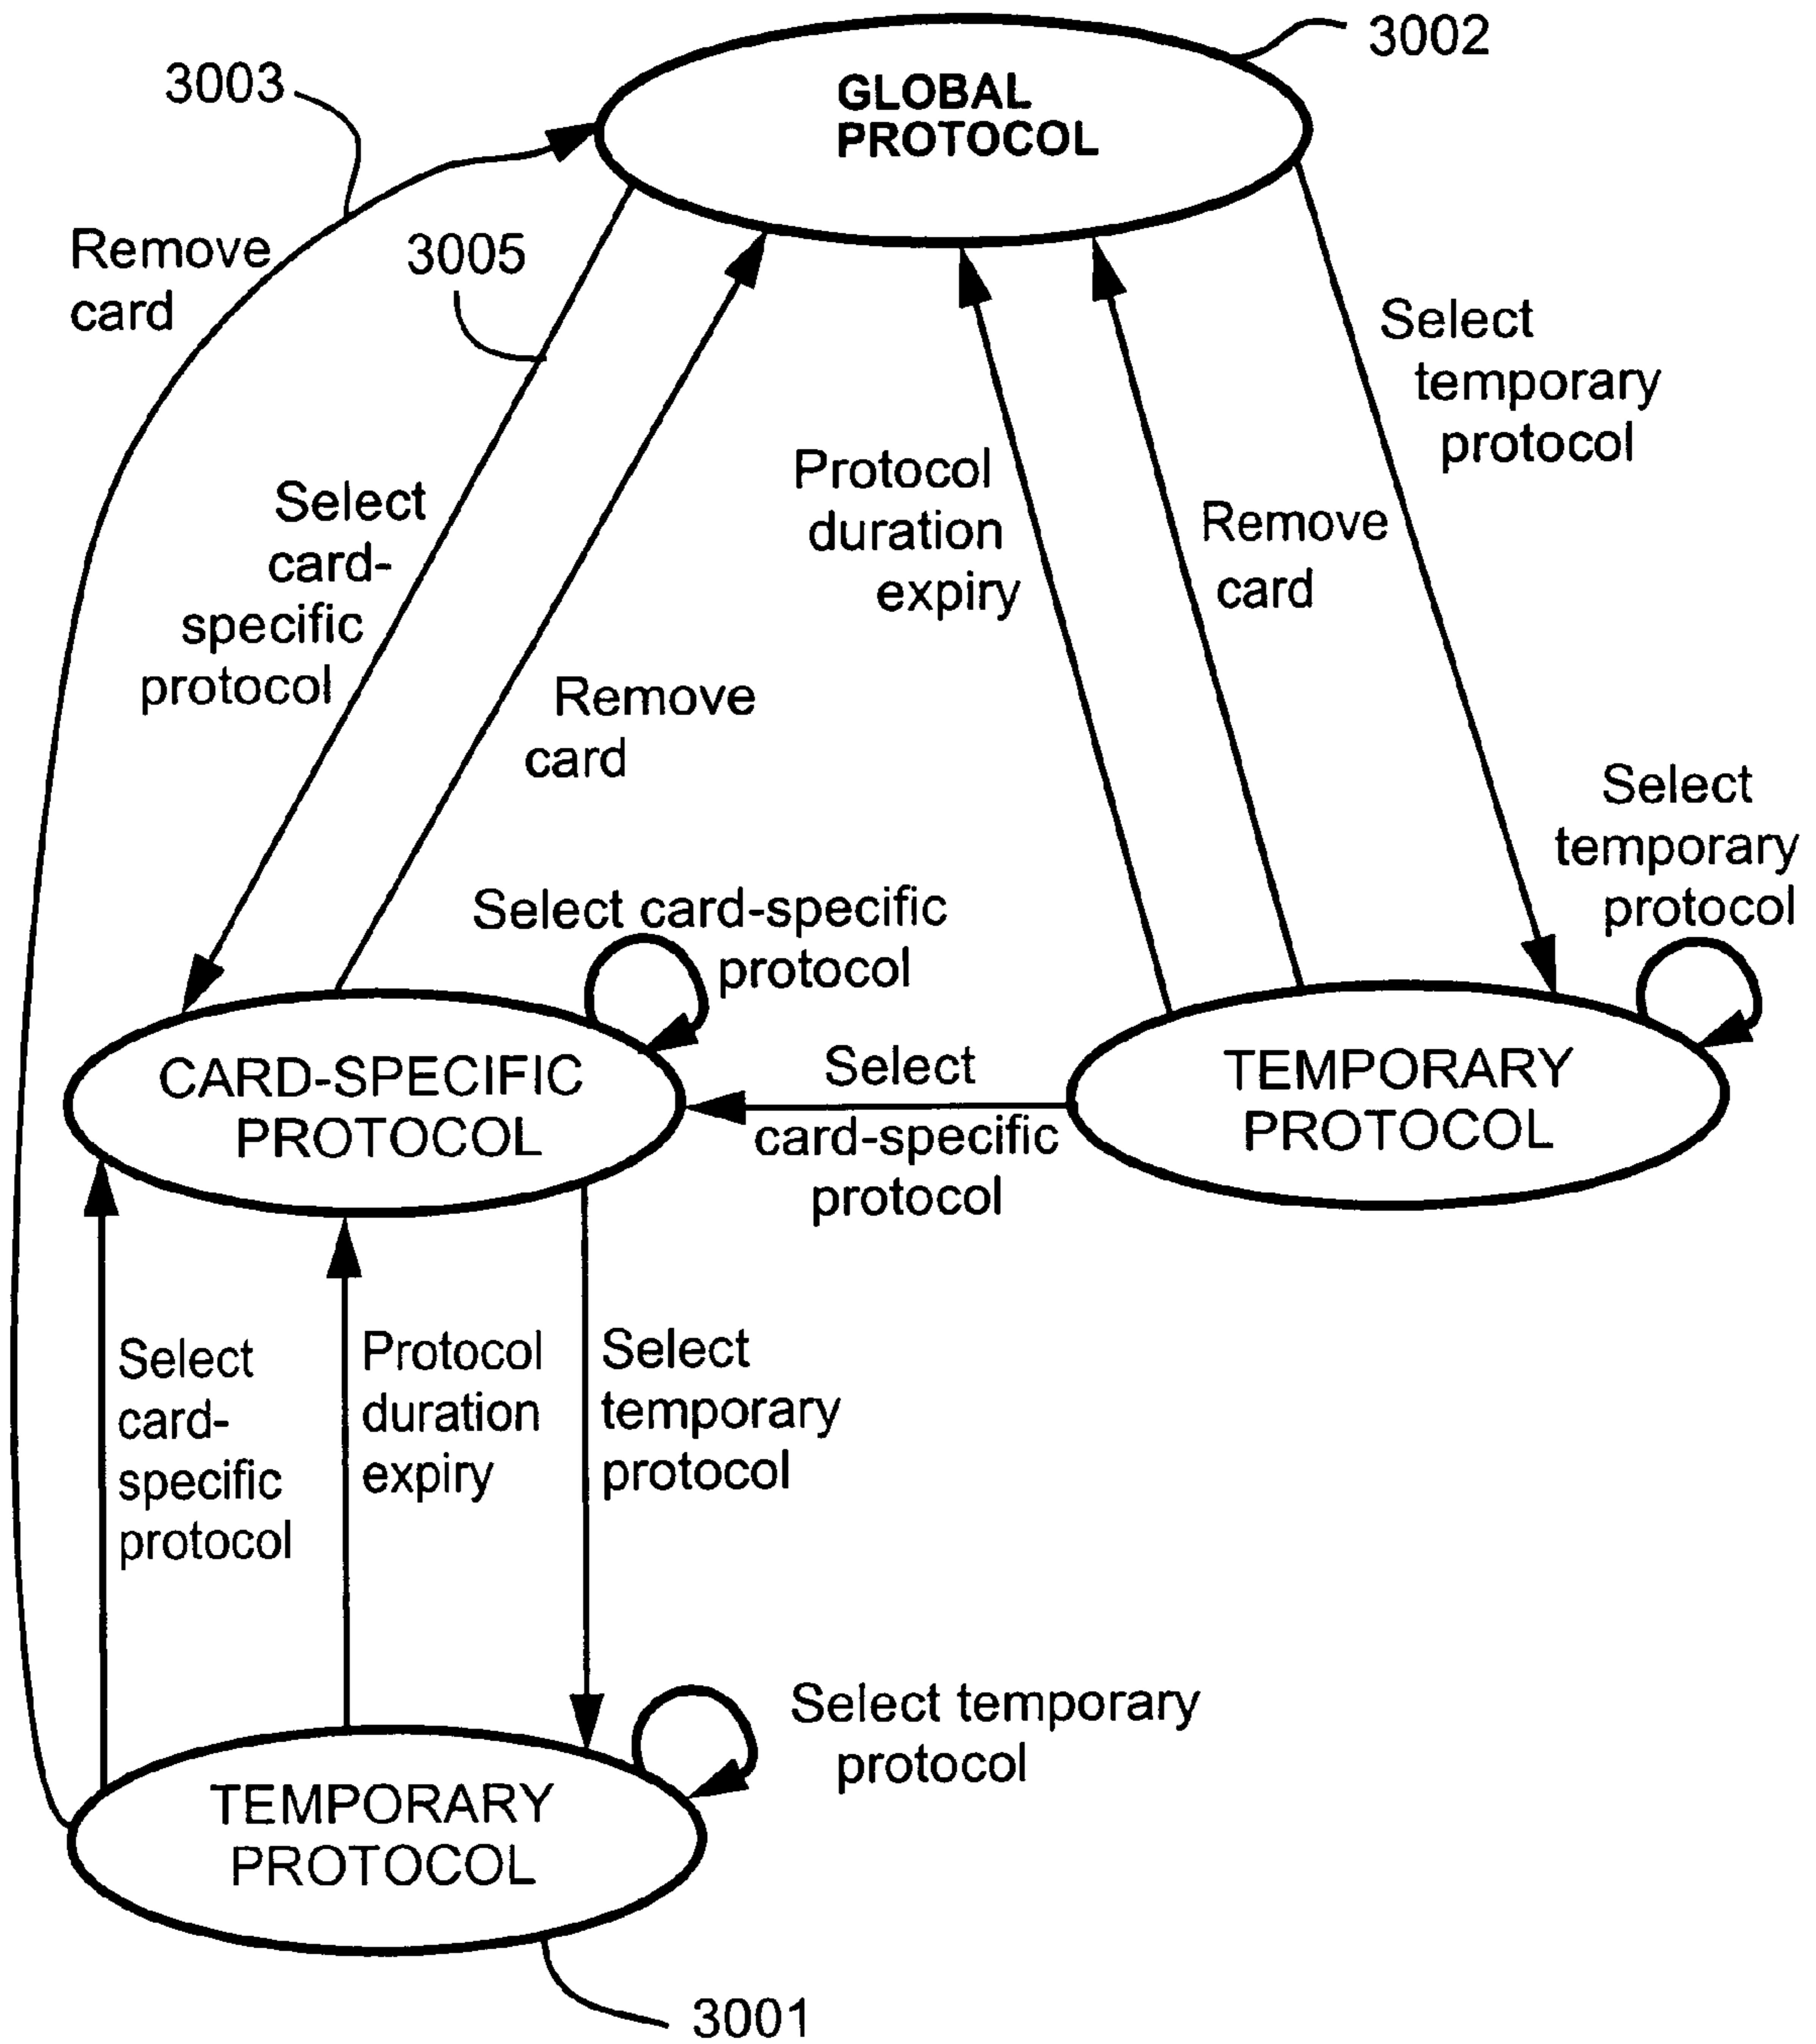 3002
3003
GLOBAL
PROTOCOL
Remove
card
3005
Select
temporary
protocol
Protocol
duration
expiry
Select
card-
specific
protocol
Remove
card
Remove
card
Select
temporary
protocol
Select card-specific
protocol
CARD-SPECIFIC
PROTOCOL
Select
card-specific
protocol
TEMPORARY
PROTOCOL
Select
card-
specific
protocol
Protocol
duration
expiry
Select
temporary
protocol
Select temporary
protocol
TEMPORARY
PROTOCOL
3001